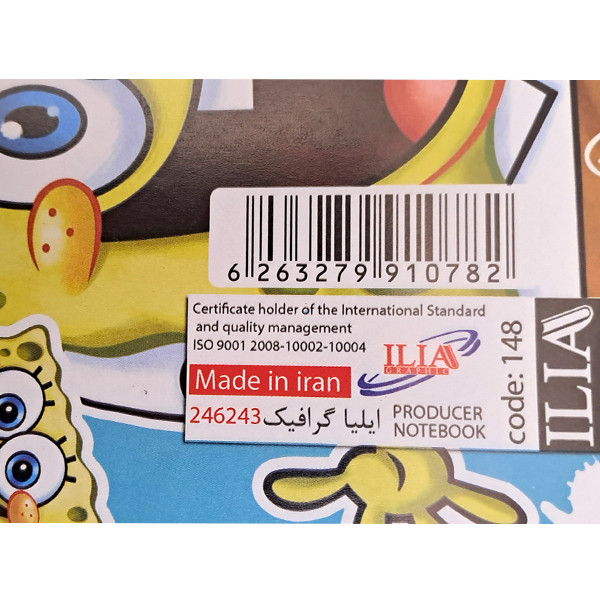 6 263279 910782
Certificate holder of the International Standard
and quality management
ISO 9001 2008-10002-10004
ILIA
GRAPHIC
Made in iran
246243 ایلیا گرافیک
PRODUCER
NOTEBOOK
code: 148
ILIA